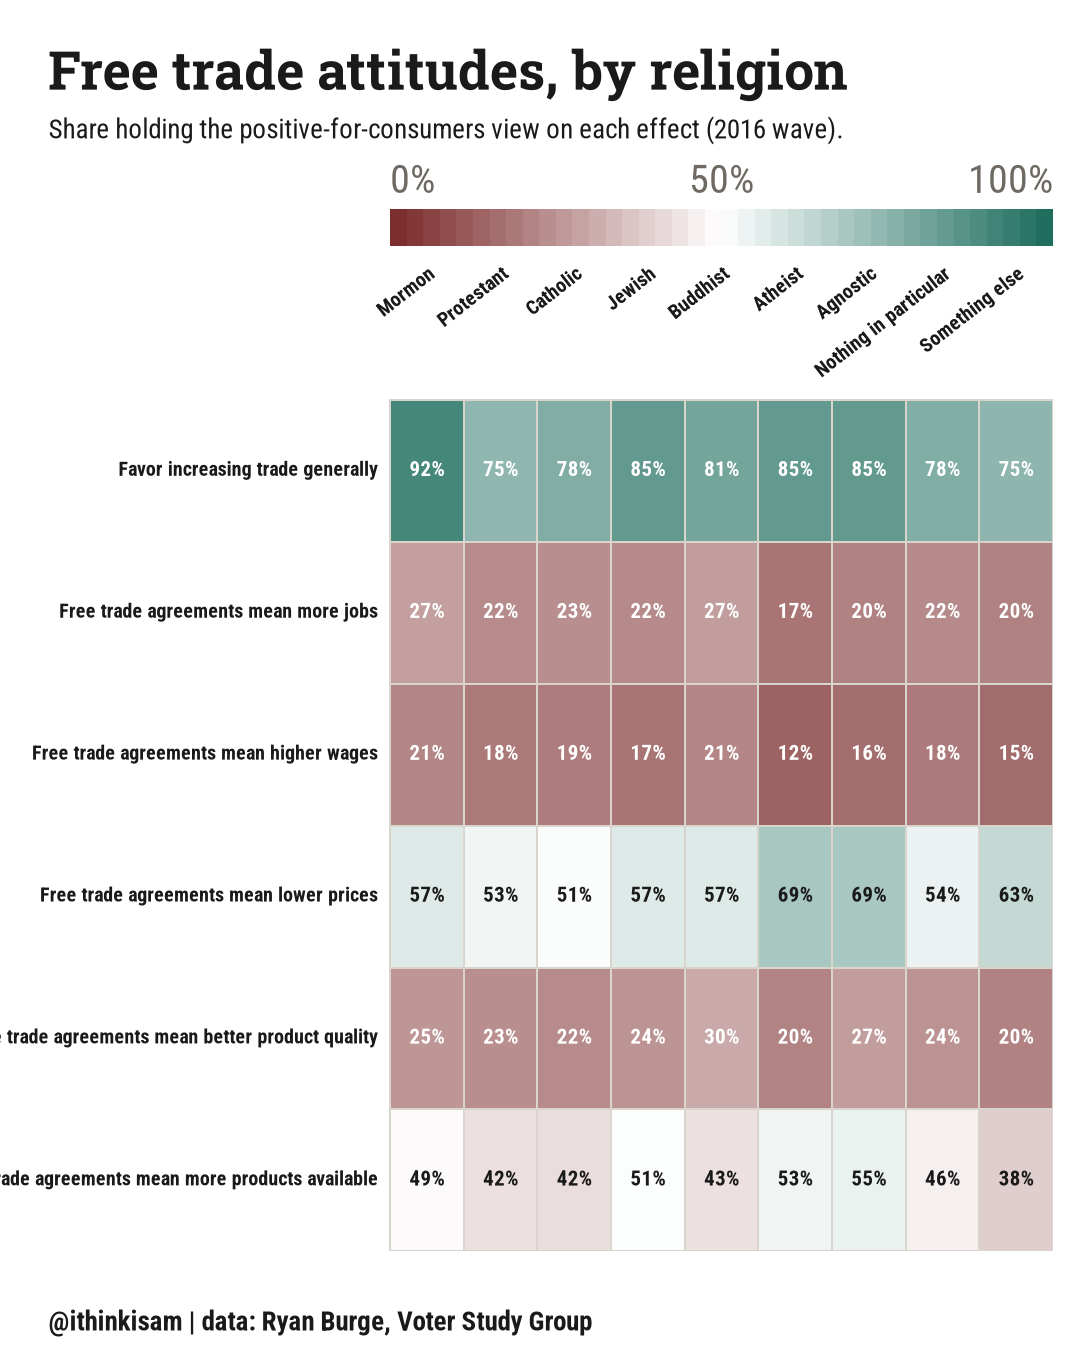 Free trade attitudes, by religion
Share holding the positive-for-consumers view on each effect (2016 wave).
0% 50% 100%
Mormon Protestant Catholic Jewish Buddhist Atheist Agnostic Nothing in particular Something else
Favor increasing trade generally 92% 75% 78% 85% 81% 85% 85% 78% 75%
Free trade agreements mean more jobs 27% 22% 23% 22% 27% 17% 20% 22% 20%
Free trade agreements mean higher wages 21% 18% 19% 17% 21% 12% 16% 18% 15%
Free trade agreements mean lower prices 57% 53% 51% 57% 57% 69% 69% 54% 63%
trade agreements mean better product quality 25% 23% 22% 24% 30% 20% 27% 24% 20%
agreements mean more products available 49% 42% 42% 51% 43% 53% 55% 46% 38%
@ithinkisam | data: Ryan Burge, Voter Study Group